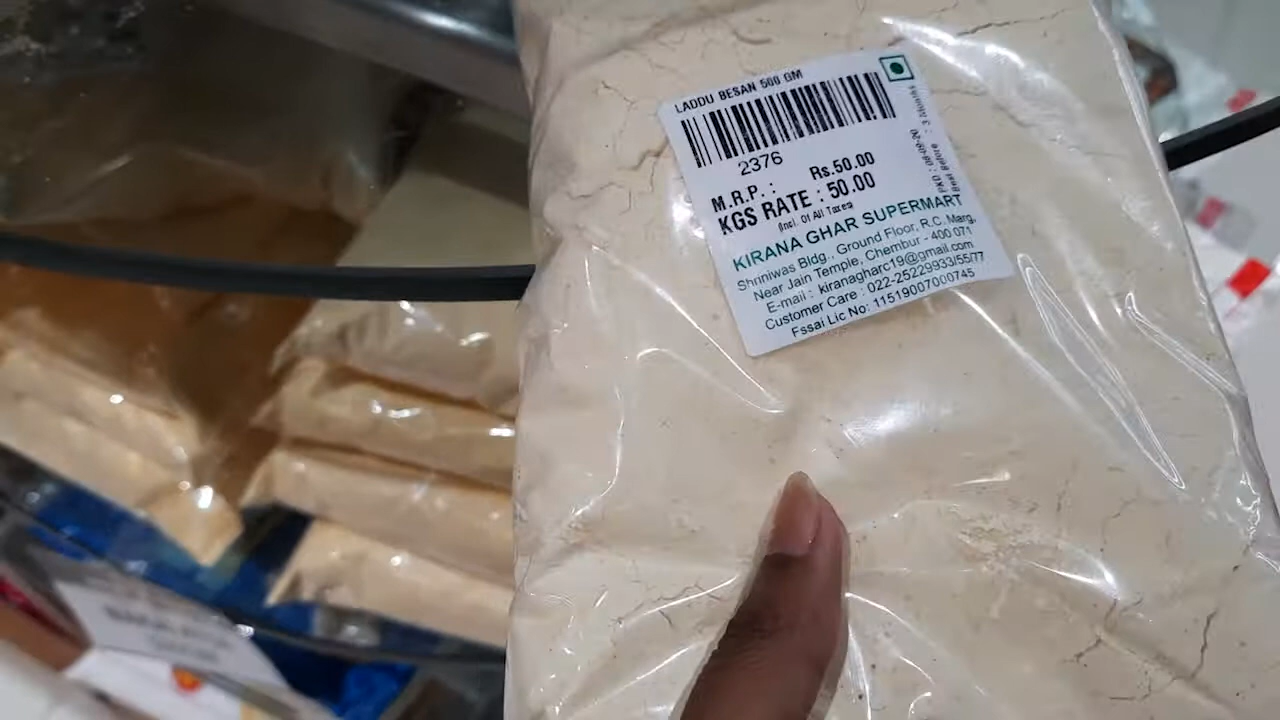 LADDU BESAN 500 GM
2376
M.R.P. : Rs.50.00
KGS RATE : 50.00
(Incl. Of All Taxes)
PKD : 08-09-20
Best Before : 3 Months
KIRANA GHAR SUPERMART
Shriniwas Bldg., Ground Floor, R.C. Marg,
Near Jain Temple, Chembur - 400 071
E-mail : kiranagharc19@gmail.com
Customer Care : 022-25229933/55/77
Fssai Lic No: 11519007000745